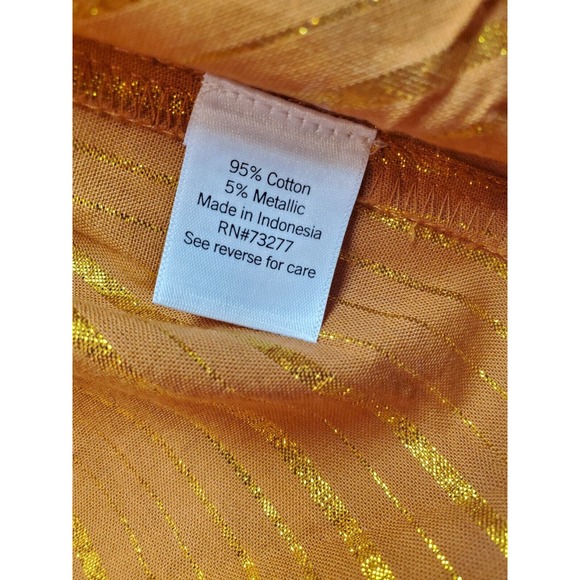 95% Cotton
5% Metallic
Made in Indonesia
RN#73277
See reverse for care